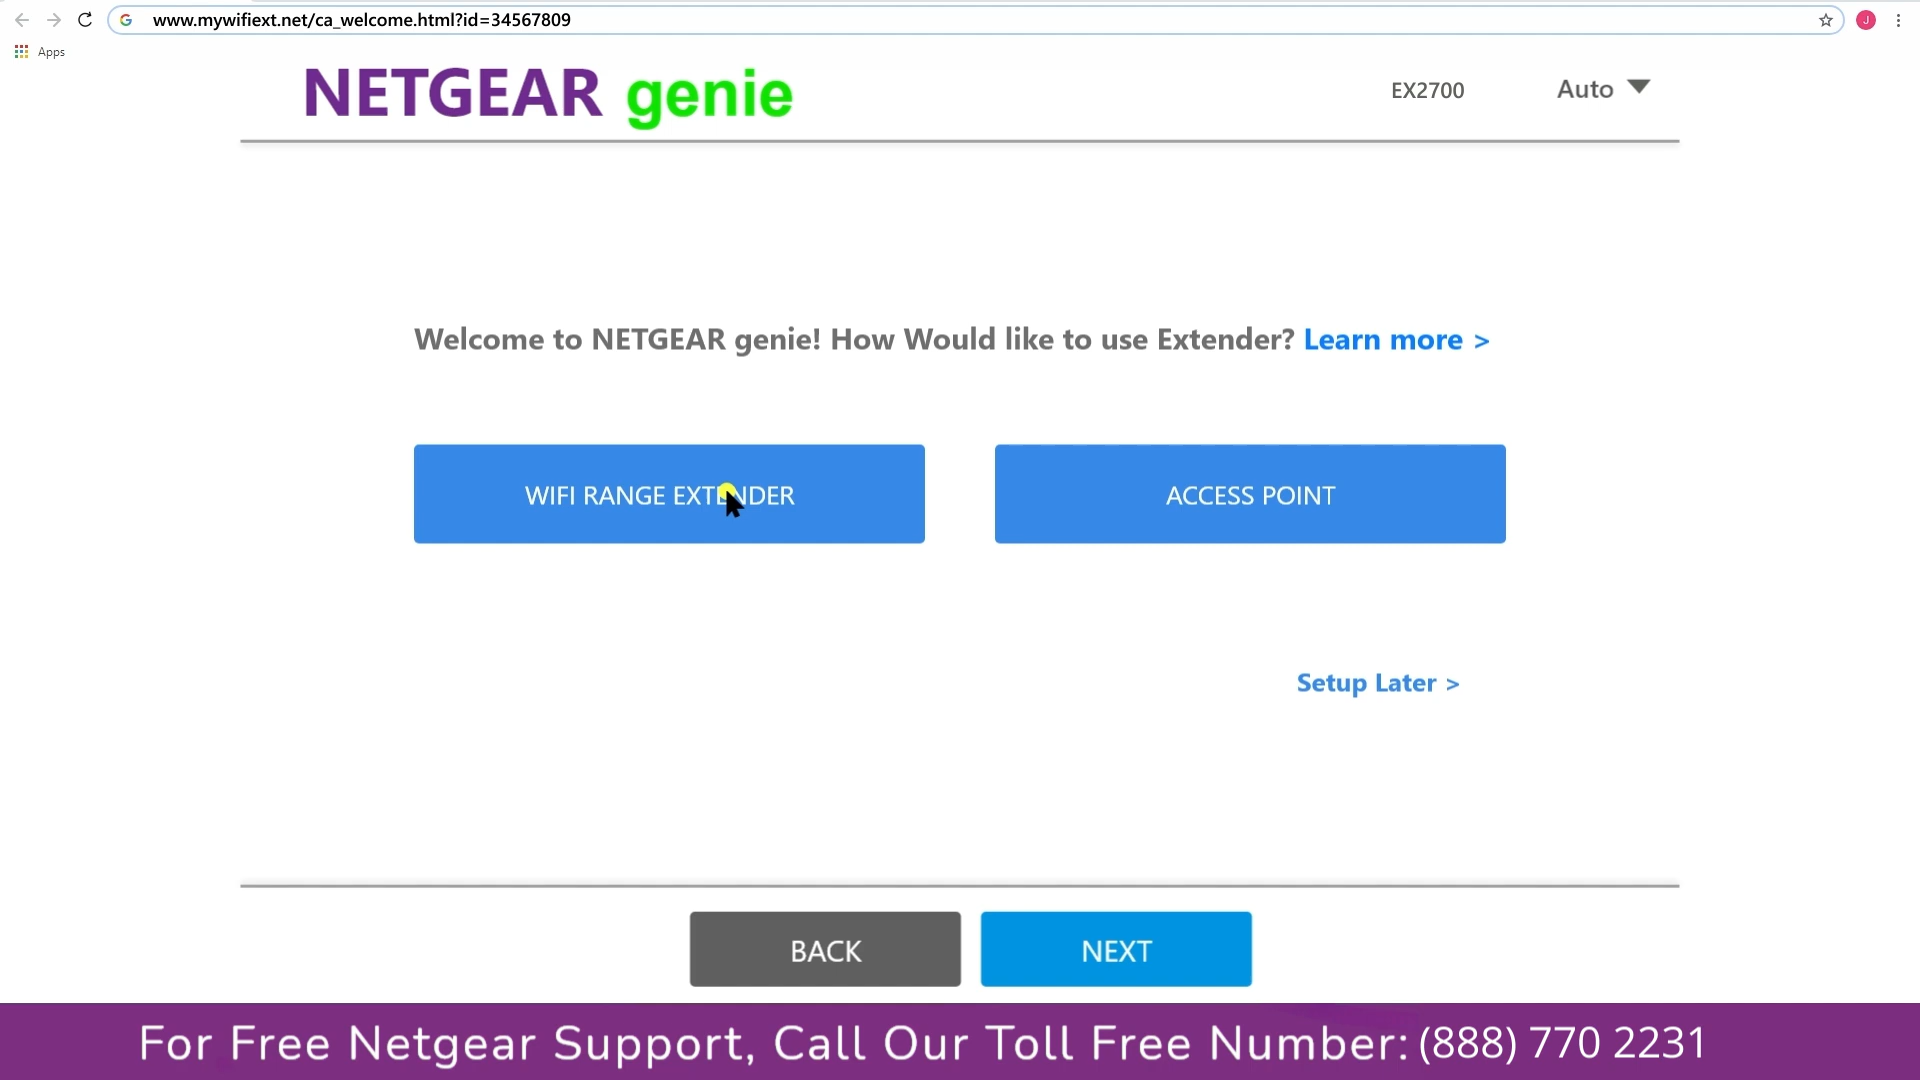 www.mywifiext.net/ca_welcome.html?id=34567809
J
Apps
NETGEAR genie
EX2700
Auto
Welcome to NETGEAR genie! How Would like to use Extender? Learn more >
WIFI RANGE EXTENDER
ACCESS POINT
Setup Later >
BACK
NEXT
For Free Netgear Support, Call Our Toll Free Number: (888) 770 2231